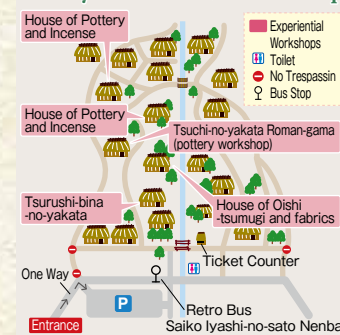 House of Pottery
and Incense
Experiential
Workshops
Toilet
No Trespassin
Bus Stop
House of Pottery
and Incense
Tsuchi-no-yakata Roman-gama
(pottery workshop)
Tsurushi-bina
-no-yakata
House of Oishi
-tsumugi and fabrics
Ticket Counter
One Way
P
Retro Bus
Saiko Iyashi-no-sato Nenba
Entrance